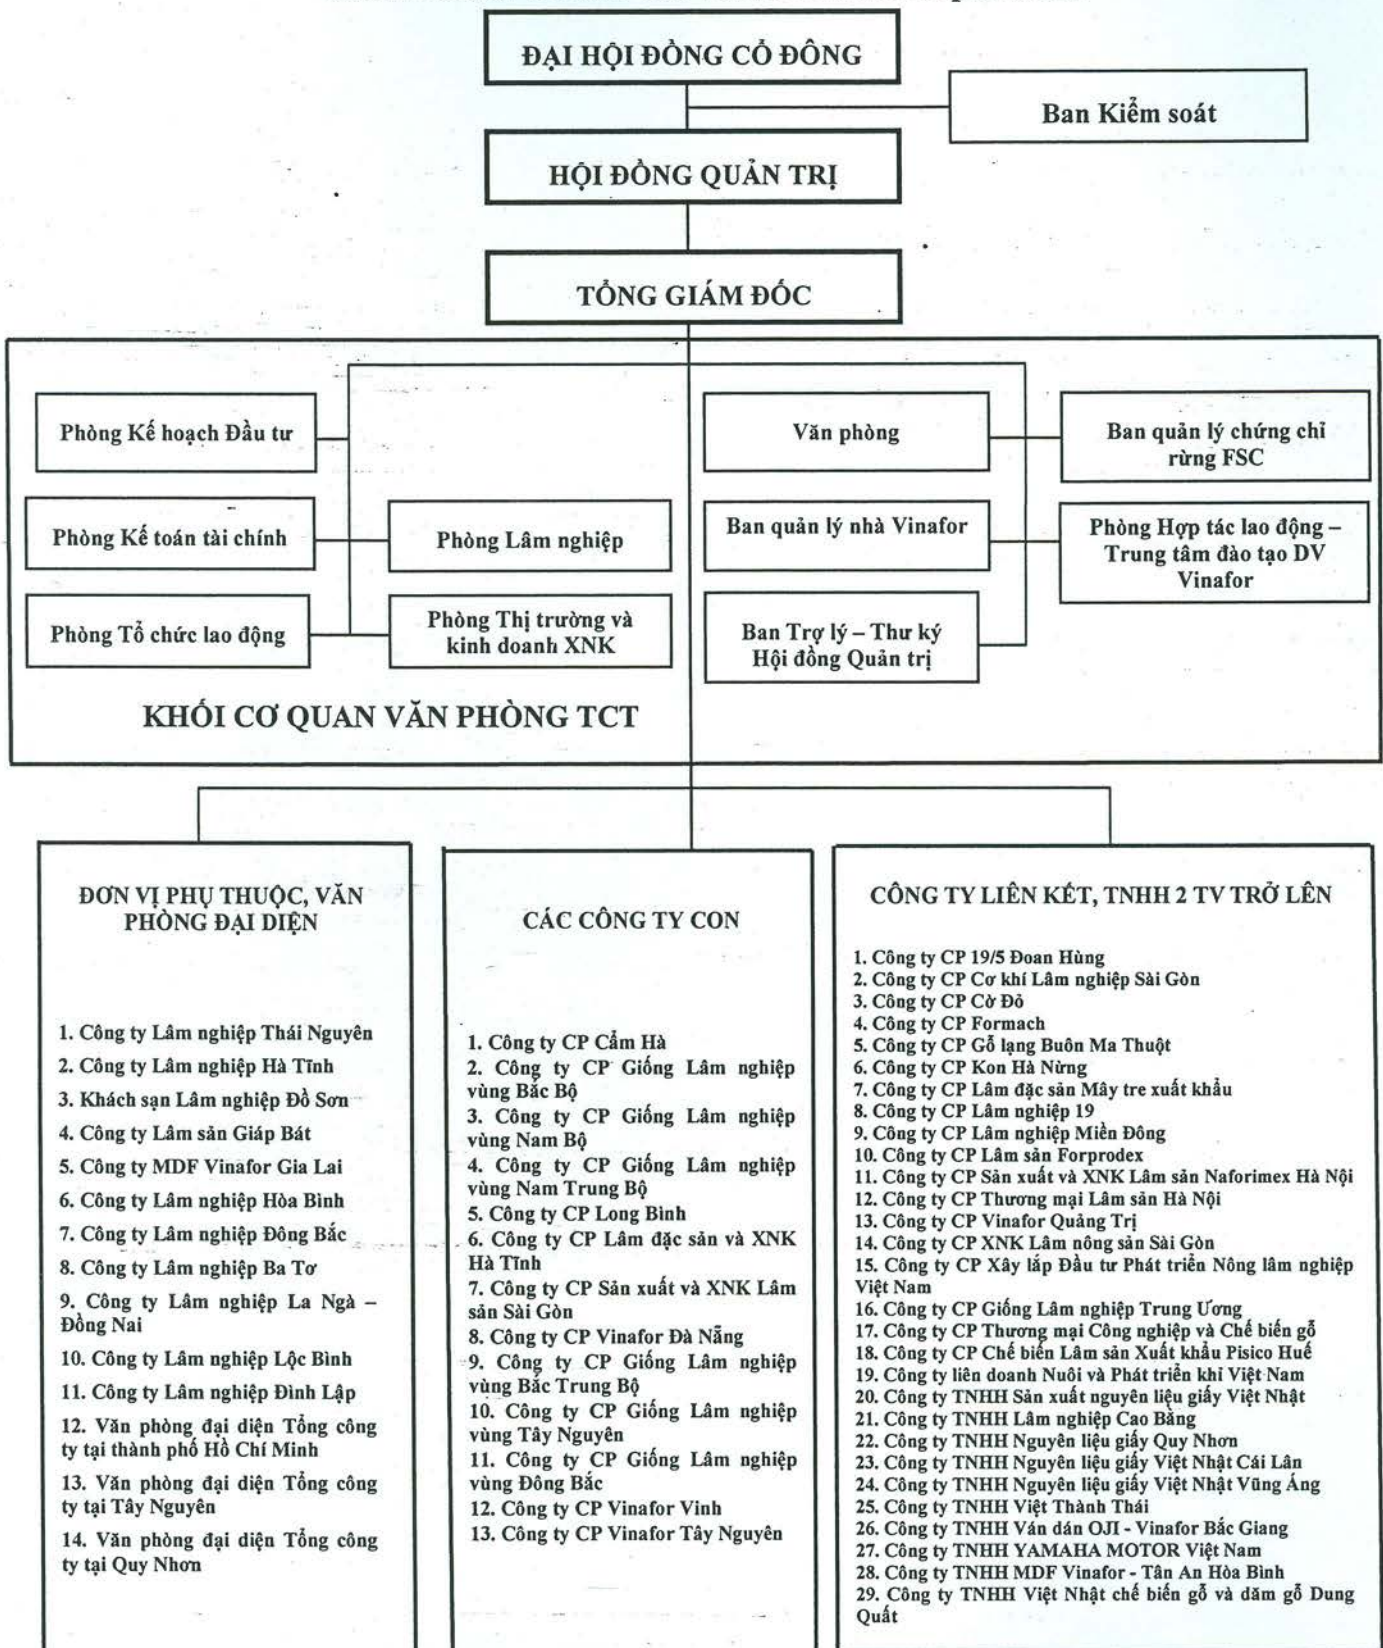 ĐẠI HỘI ĐỒNG CỔ ĐÔNG
Ban Kiểm soát
HỘI ĐỒNG QUẢN TRỊ
TỔNG GIÁM ĐỐC
Phòng Kế hoạch Đầu tư
Phòng Kế toán tài chính
Phòng Lâm nghiệp
Phòng Tổ chức lao động
Phòng Thị trường và
kinh doanh XNK
Văn phòng
Ban quản lý chứng chỉ
rừng FSC
Ban quản lý nhà Vinafor
Phòng Hợp tác lao động –
Trung tâm đào tạo DV
Vinafor
Ban Trợ lý – Thư ký
Hội đồng Quản trị
KHỐI CƠ QUAN VĂN PHÒNG TCT
ĐƠN VỊ PHỤ THUỘC, VĂN
PHÒNG ĐẠI DIỆN
1. Công ty Lâm nghiệp Thái Nguyên
2. Công ty Lâm nghiệp Hà Tĩnh
3. Khách sạn Lâm nghiệp Đồ Sơn
4. Công ty Lâm sản Giáp Bát
5. Công ty MDF Vinafor Gia Lai
6. Công ty Lâm nghiệp Hòa Bình
7. Công ty Lâm nghiệp Đông Bắc
8. Công ty Lâm nghiệp Ba Tơ
9. Công ty Lâm nghiệp La Ngà –
Đồng Nai
10. Công ty Lâm nghiệp Lộc Bình
11. Công ty Lâm nghiệp Đình Lập
12. Văn phòng đại diện Tổng công
ty tại thành phố Hồ Chí Minh
13. Văn phòng đại diện Tổng công
ty tại Tây Nguyên
14. Văn phòng đại diện Tổng công
ty tại Quy Nhơn
CÁC CÔNG TY CON
1. Công ty CP Cẩm Hà
2. Công ty CP Giống Lâm nghiệp
vùng Bắc Bộ
3. Công ty CP Giống Lâm nghiệp
vùng Nam Bộ
4. Công ty CP Giống Lâm nghiệp
vùng Nam Trung Bộ
5. Công ty CP Long Bình
6. Công ty CP Lâm đặc sản và XNK
Hà Tĩnh
7. Công ty CP Sản xuất và XNK Lâm
sản Sài Gòn
8. Công ty CP Vinafor Đà Nẵng
9. Công ty CP Giống Lâm nghiệp
vùng Bắc Trung Bộ
10. Công ty CP Giống Lâm nghiệp
vùng Tây Nguyên
11. Công ty CP Giống Lâm nghiệp
vùng Đông Bắc
12. Công ty CP Vinafor Vinh
13. Công ty CP Vinafor Tây Nguyên
CÔNG TY LIÊN KẾT, TNHH 2 TV TRỞ LÊN
1. Công ty CP 19/5 Đoan Hùng
2. Công ty CP Cơ khí Lâm nghiệp Sài Gòn
3. Công ty CP Cờ Đỏ
4. Công ty CP Formach
5. Công ty CP Gỗ lạng Buôn Ma Thuột
6. Công ty CP Kon Hà Nừng
7. Công ty CP Lâm đặc sản Mây tre xuất khẩu
8. Công ty CP Lâm nghiệp 19
9. Công ty CP Lâm nghiệp Miền Đông
10. Công ty CP Lâm sản Forprodex
11. Công ty CP Sản xuất và XNK Lâm sản Naforimex Hà Nội
12. Công ty CP Thương mại Lâm sản Hà Nội
13. Công ty CP Vinafor Quảng Trị
14. Công ty CP XNK Lâm nông sản Sài Gòn
15. Công ty CP Xây lắp Đầu tư Phát triển Nông lâm nghiệp
Việt Nam
16. Công ty CP Giống Lâm nghiệp Trung Ương
17. Công ty CP Thương mại Công nghiệp và Chế biến gỗ
18. Công ty CP Chế biến Lâm sản Xuất khẩu Pisico Huế
19. Công ty liên doanh Nuôi và Phát triển khỉ Việt Nam
20. Công ty TNHH Sản xuất nguyên liệu giấy Việt Nhật
21. Công ty TNHH Lâm nghiệp Cao Bằng
22. Công ty TNHH Nguyên liệu giấy Quy Nhơn
23. Công ty TNHH Nguyên liệu giấy Việt Nhật Cái Lân
24. Công ty TNHH Nguyên liệu giấy Việt Nhật Vũng Áng
25. Công ty TNHH Việt Thành Thái
26. Công ty TNHH Ván dán OJI - Vinafor Bắc Giang
27. Công ty TNHH YAMAHA MOTOR Việt Nam
28. Công ty TNHH MDF Vinafor - Tân An Hòa Bình
29. Công ty TNHH Việt Nhật chế biến gỗ và dăm gỗ Dung
Quất